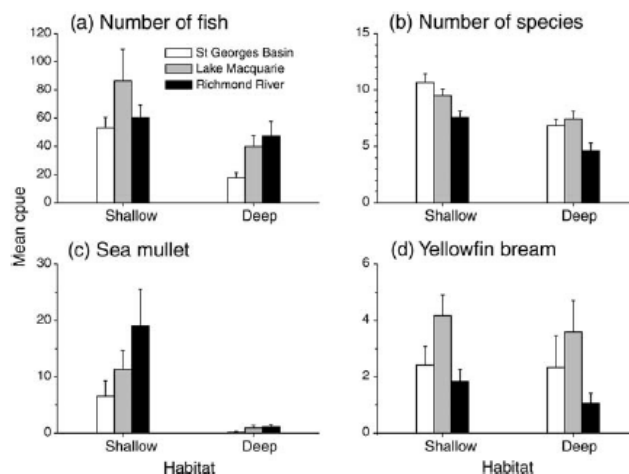 (a) Number of fish
120
100
80
60
40
20
0
St Georges Basin
Lake Macquarie
Richmond River
Shallow
Deep
(b) Number of species
15
10
5
0
Shallow
Deep
Mean cpue
(c) Sea mullet
30
20
10
0
Shallow
Deep
Habitat
(d) Yellowfin bream
6
4
2
0
Shallow
Deep
Habitat